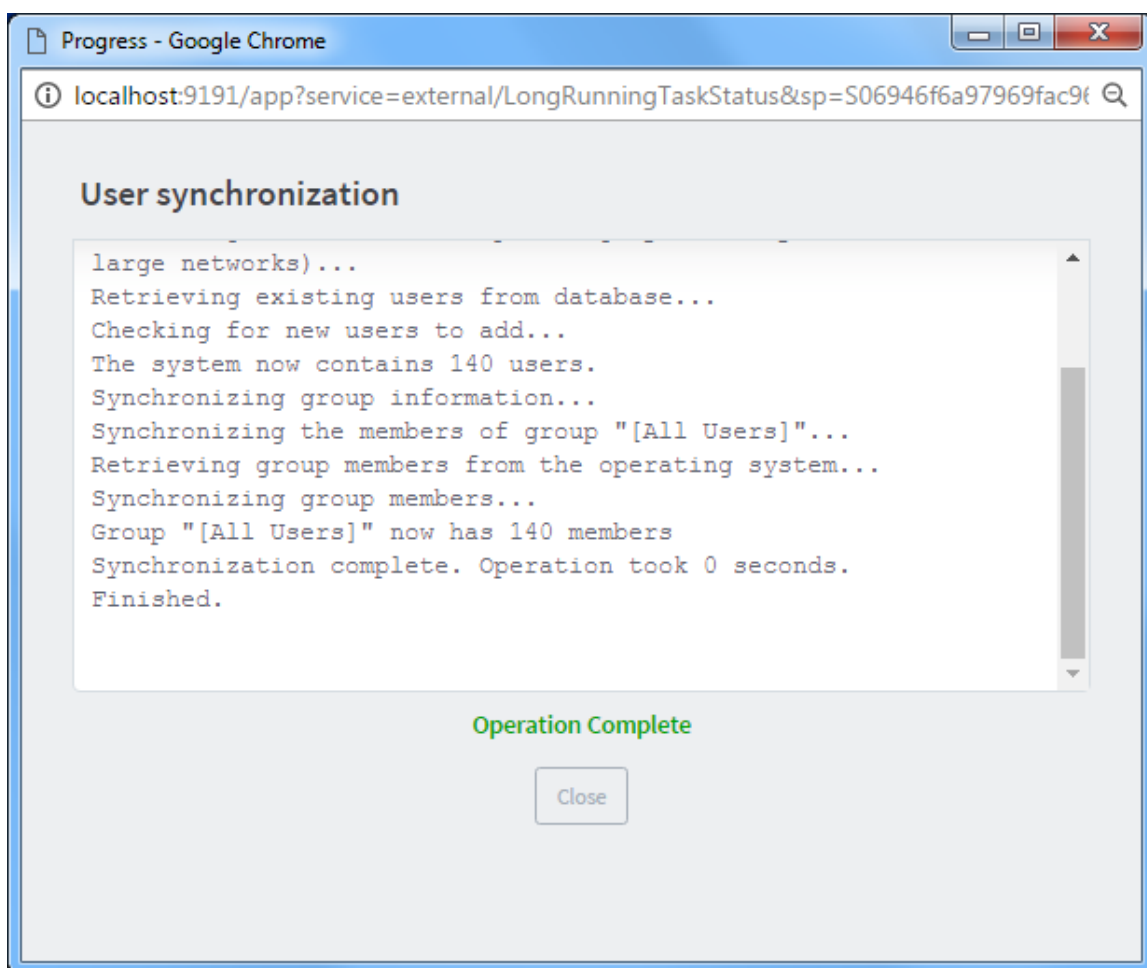 Progress - Google Chrome
localhost:9191/app?service=external/LongRunningTaskStatus&sp=S06946f6a97969fac96
User synchronization
large networks)...
Retrieving existing users from database...
Checking for new users to add...
The system now contains 140 users.
Synchronizing group information...
Synchronizing the members of group "[All Users]"...
Retrieving group members from the operating system...
Synchronizing group members...
Group "[All Users]" now has 140 members
Synchronization complete. Operation took 0 seconds.
Finished.
Operation Complete
Close